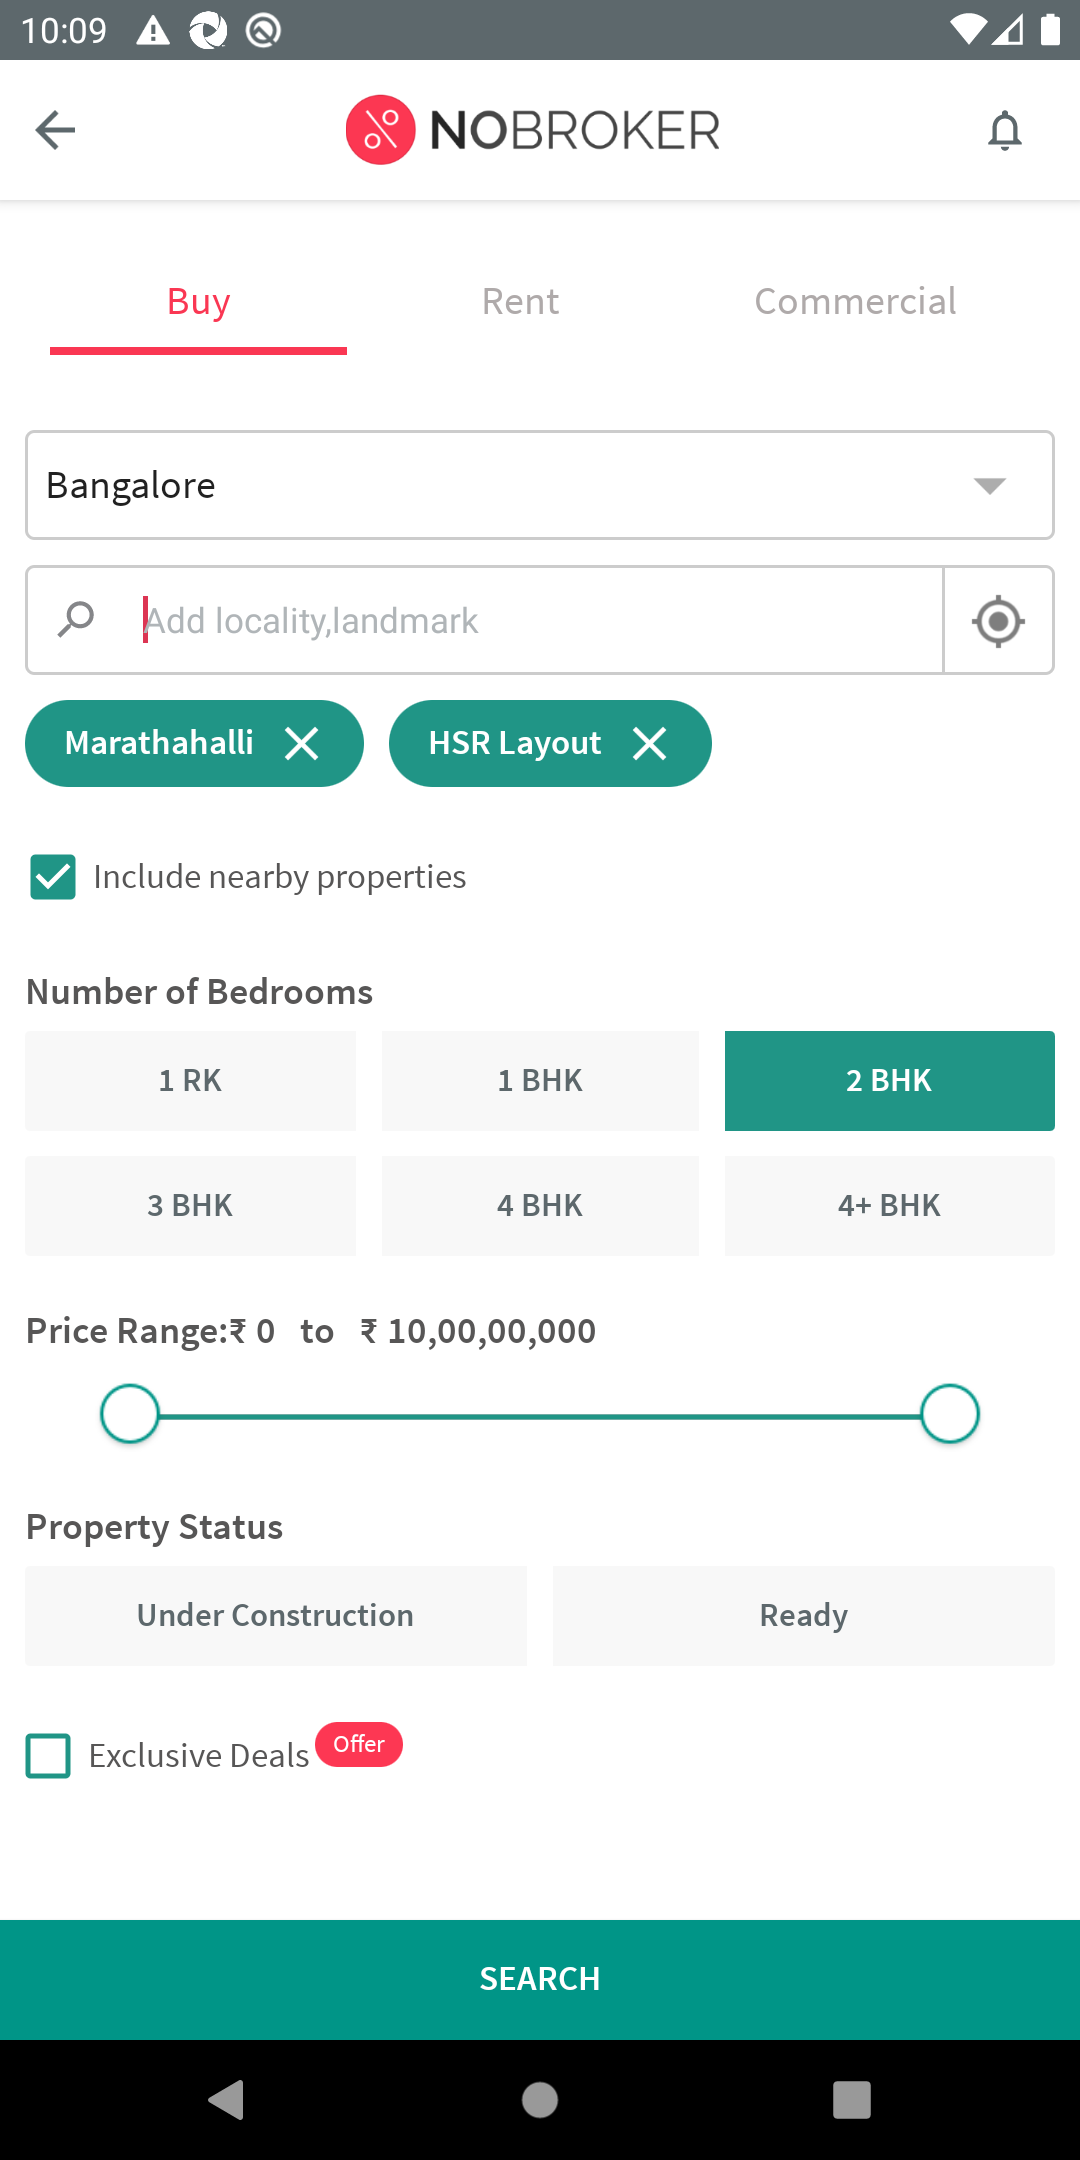 10:09
NOBROKER
Buy Rent Commercial
Bangalore
Add locality,landmark
Marathahalli HSR Layout
Include nearby properties
Number of Bedrooms
1 RK 1 BHK 2 BHK
3 BHK 4 BHK 4+ BHK
Price Range:₹ 0 to ₹ 10,00,00,000
Property Status
Under Construction Ready
Exclusive Deals Offer
SEARCH